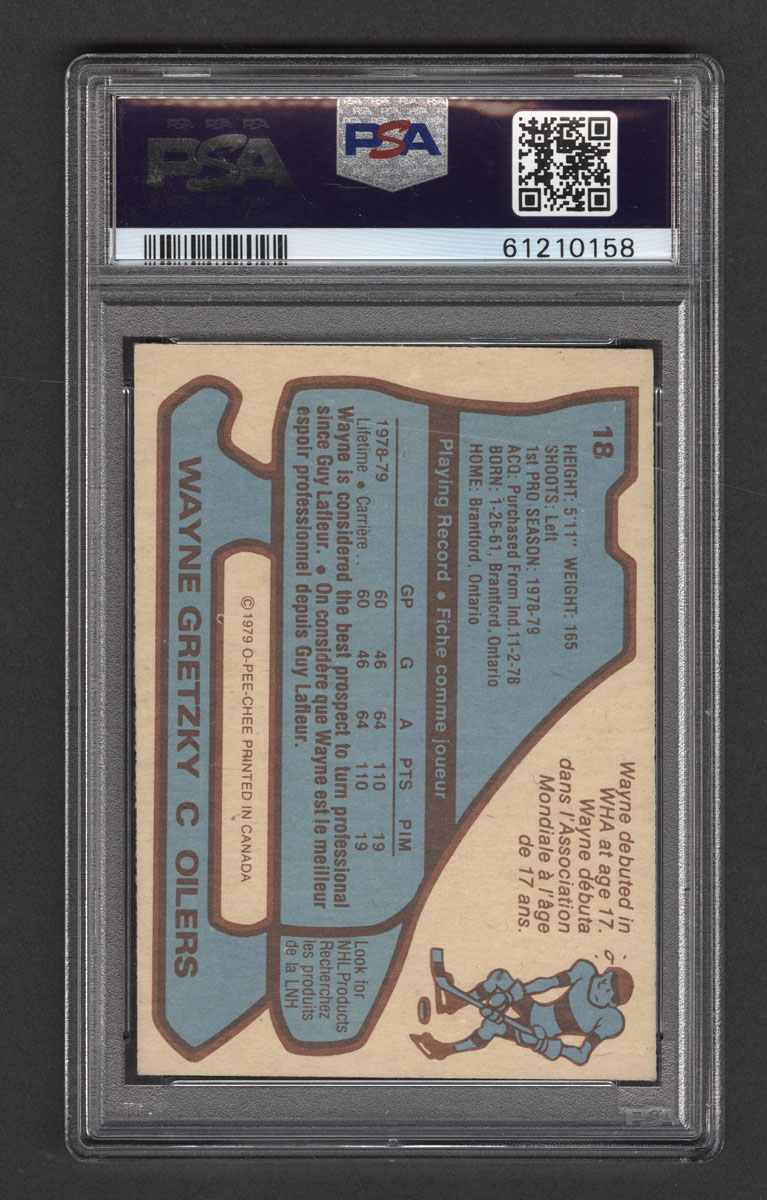 PSA PSA PSA
PSA
PSA
61210158
18
HEIGHT: 5'11" WEIGHT: 165
SHOOTS: Left
1st PRO SEASON: 1978-79
ACQ: Purchased From Ind, 11-2-78
BORN: 1-26-61, Brantford, Ontario
HOME: Brantford, Ontario
Wayne debuted in
WHA at age 17.
Wayne débuta
dans l'Association
Mondiale à l'âge
de 17 ans.
Playing Record • Fiche comme joueur
GP G A PTS PIM
1978-79 60 46 64 110 19
Lifetime • Carrière . . 60 46 64 110 19
Wayne is considered the best prospect to turn professional
since Guy Lafleur. • On considère que Wayne est le meilleur
espoir professionnel depuis Guy Lafleur.
Look for
NHL Products
Recherchez
les produits
de la LNH
©1979 O-PEE-CHEE PRINTED IN CANADA
WAYNE GRETZKY C OILERS
PSA